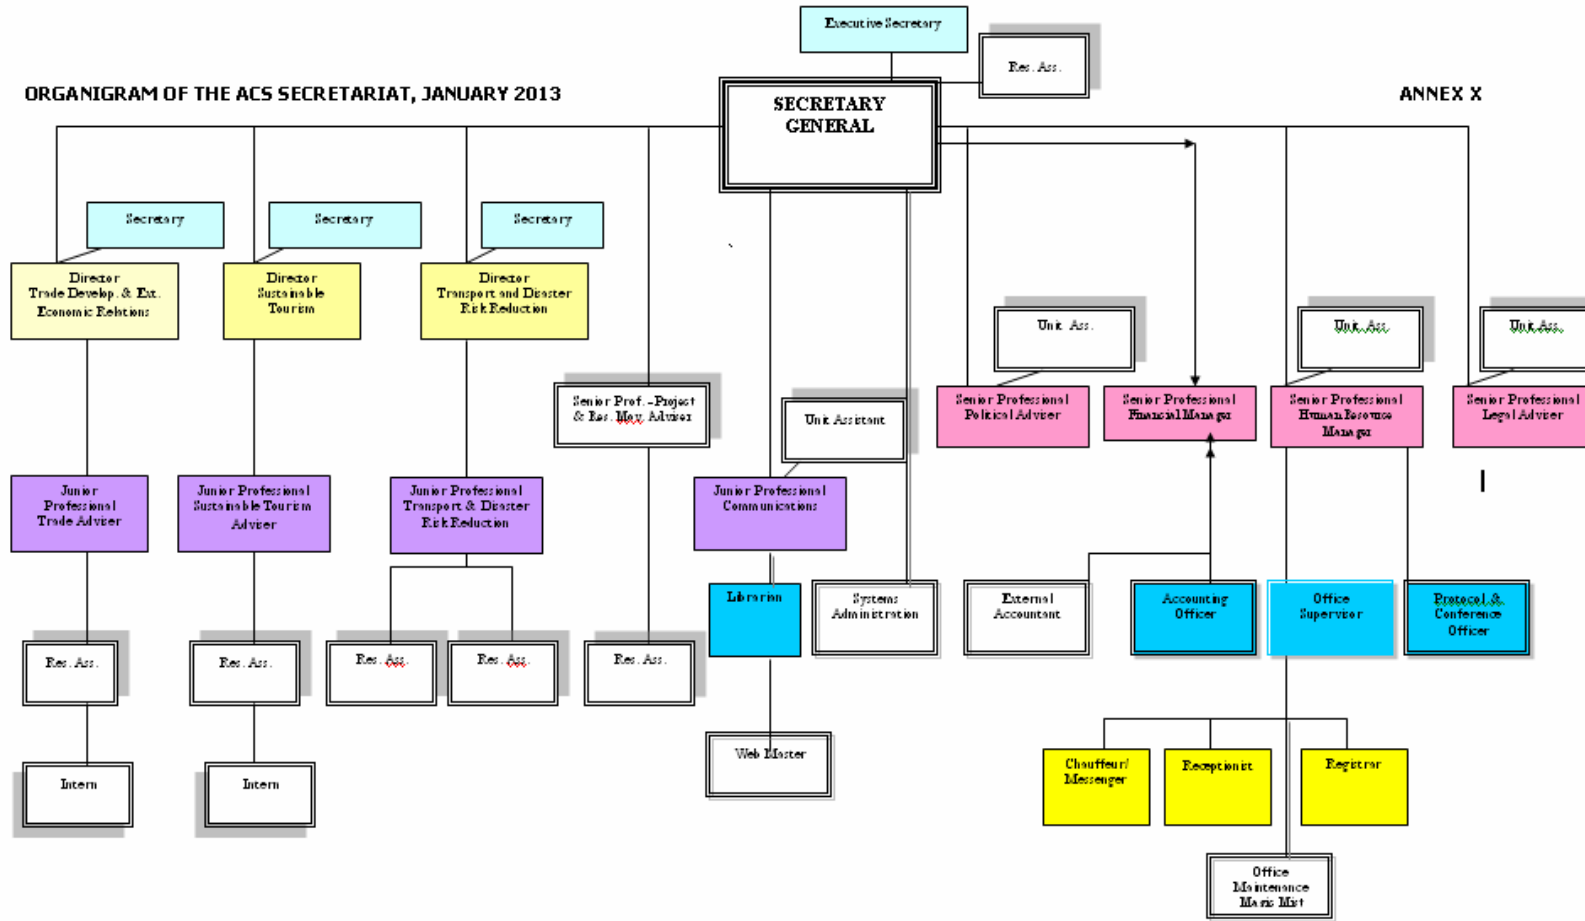 Executive Secretary
Res. Ass.
ORGANIGRAM OF THE ACS SECRETARIAT, JANUARY 2013
ANNEX X
SECRETARY
GENERAL
Secretary
Secretary
Secretary
Director
Trade Develop. & Ext.
Economic Relations
Director
Sustainable
Tourism
Director
Transport and Disaster
Risk Reduction
Unit Ass.
Unit Ass.
Unit Ass.
Senior Prof. -Project
& Res. Mov. Adviser
Unit Assistant
Senior Professional
Political Adviser
Senior Professional
Financial Manager
Senior Professional
Human Resource
Manager
Senior Professional
Legal Adviser
Junior
Professional
Trade Adviser
Junior Professional
Sustainable Tourism
Adviser
Junior Professional
Transport & Disaster
Risk Reduction
Junior Professional
Communications
Librarian
Systems
Administration
External
Accountant
Accounting
Officer
Office
Supervisor
Protocol &
Conference
Officer
Res. Ass.
Res. Ass.
Res. Ass.
Res. Ass.
Res. Ass.
Web Master
Intern
Intern
Chauffeur/
Messenger
Receptionist
Registrar
Office
Maintenance
Magic Mist